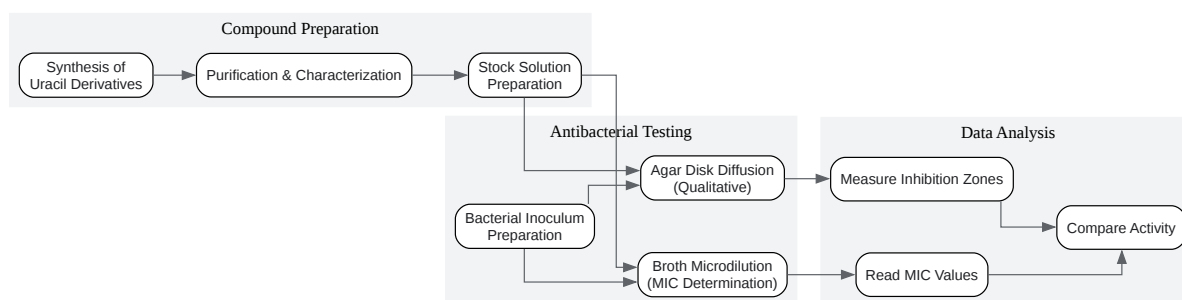 Compound Preparation
Synthesis of
Uracil Derivatives
Purification & Characterization
Stock Solution
Preparation
Antibacterial Testing
Agar Disk Diffusion
(Qualitative)
Bacterial Inoculum
Preparation
Broth Microdilution
(MIC Determination)
Data Analysis
Measure Inhibition Zones
Compare Activity
Read MIC Values